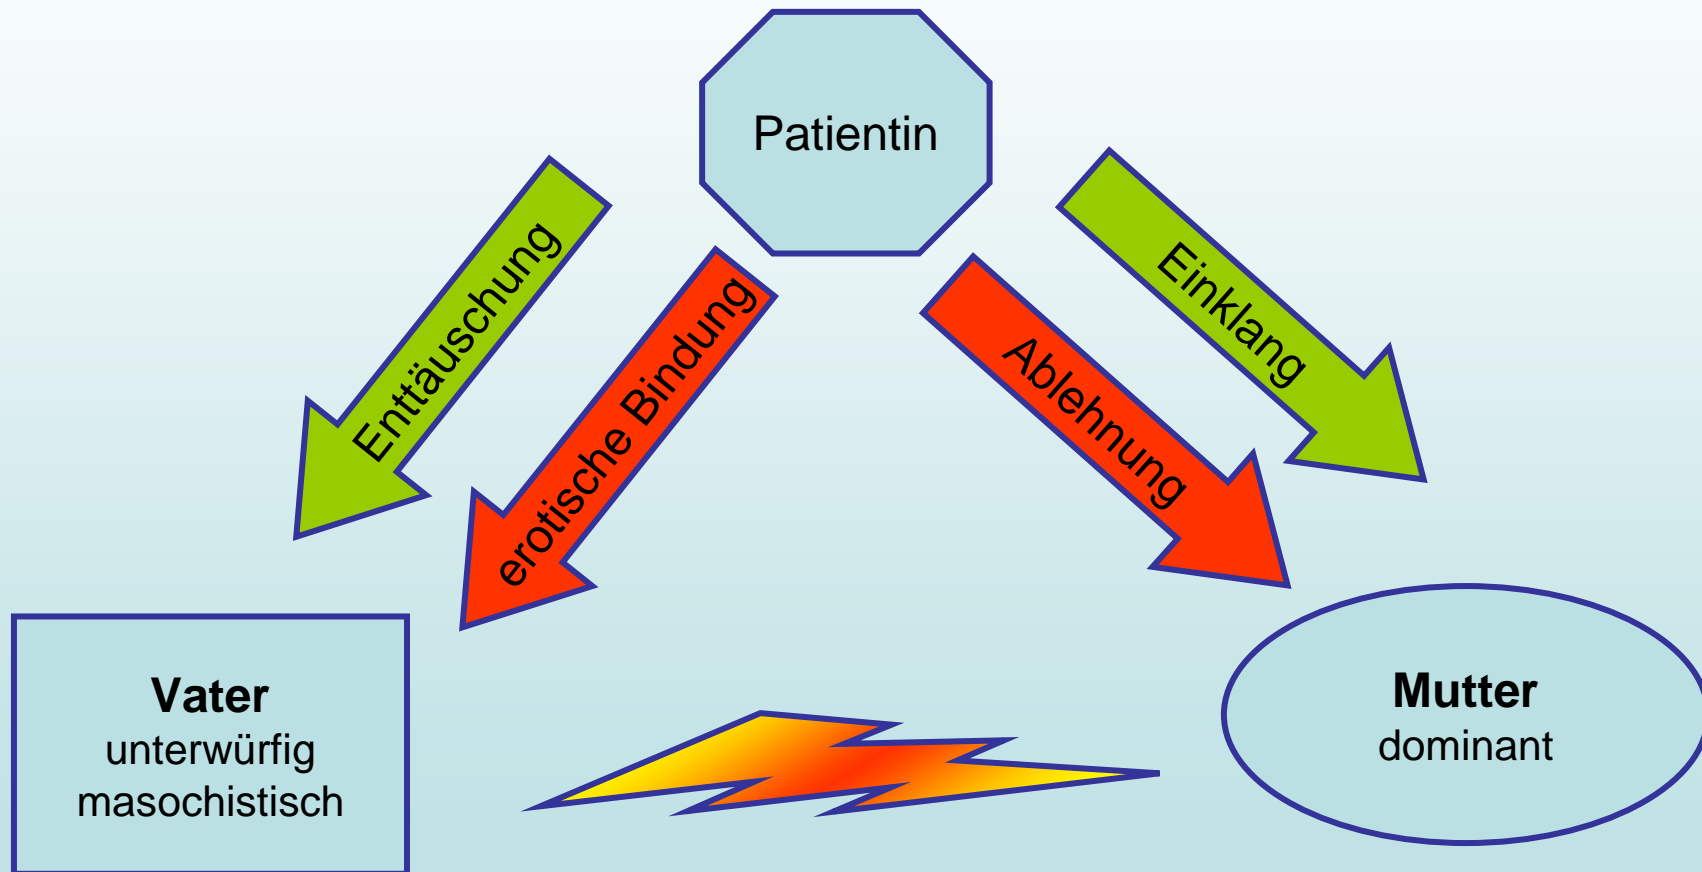 Patientin
Enttäuschung
erotische Bindung
Ablehnung
Einklang
Vater
unterwürfig
masochistisch
Mutter
dominant